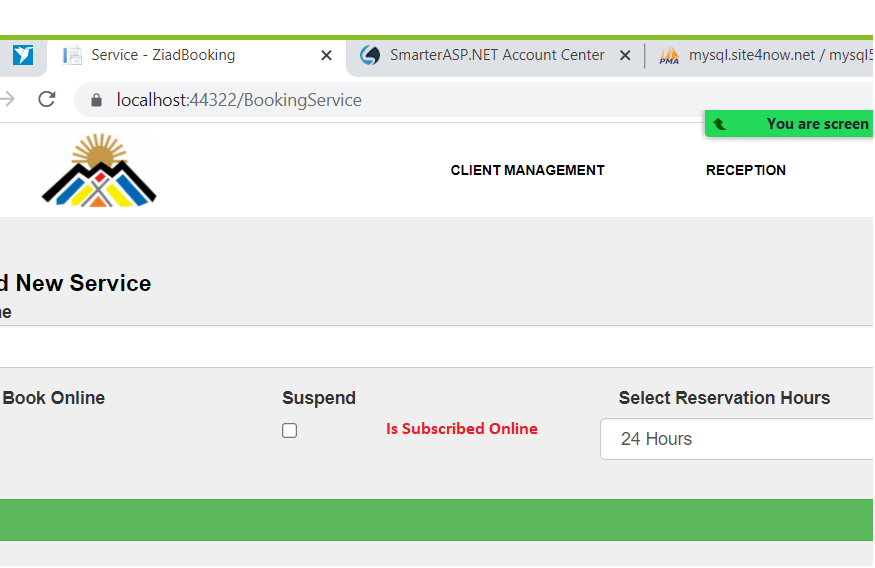 Service - ZiadBooking
SmarterASP.NET Account Center
PMA
mysql.site4now.net / mysql5
localhost:44322/BookingService
You are screen
CLIENT MANAGEMENT
RECEPTION
d New Service
e
Book Online
Suspend
Select Reservation Hours
Is Subscribed Online
24 Hours